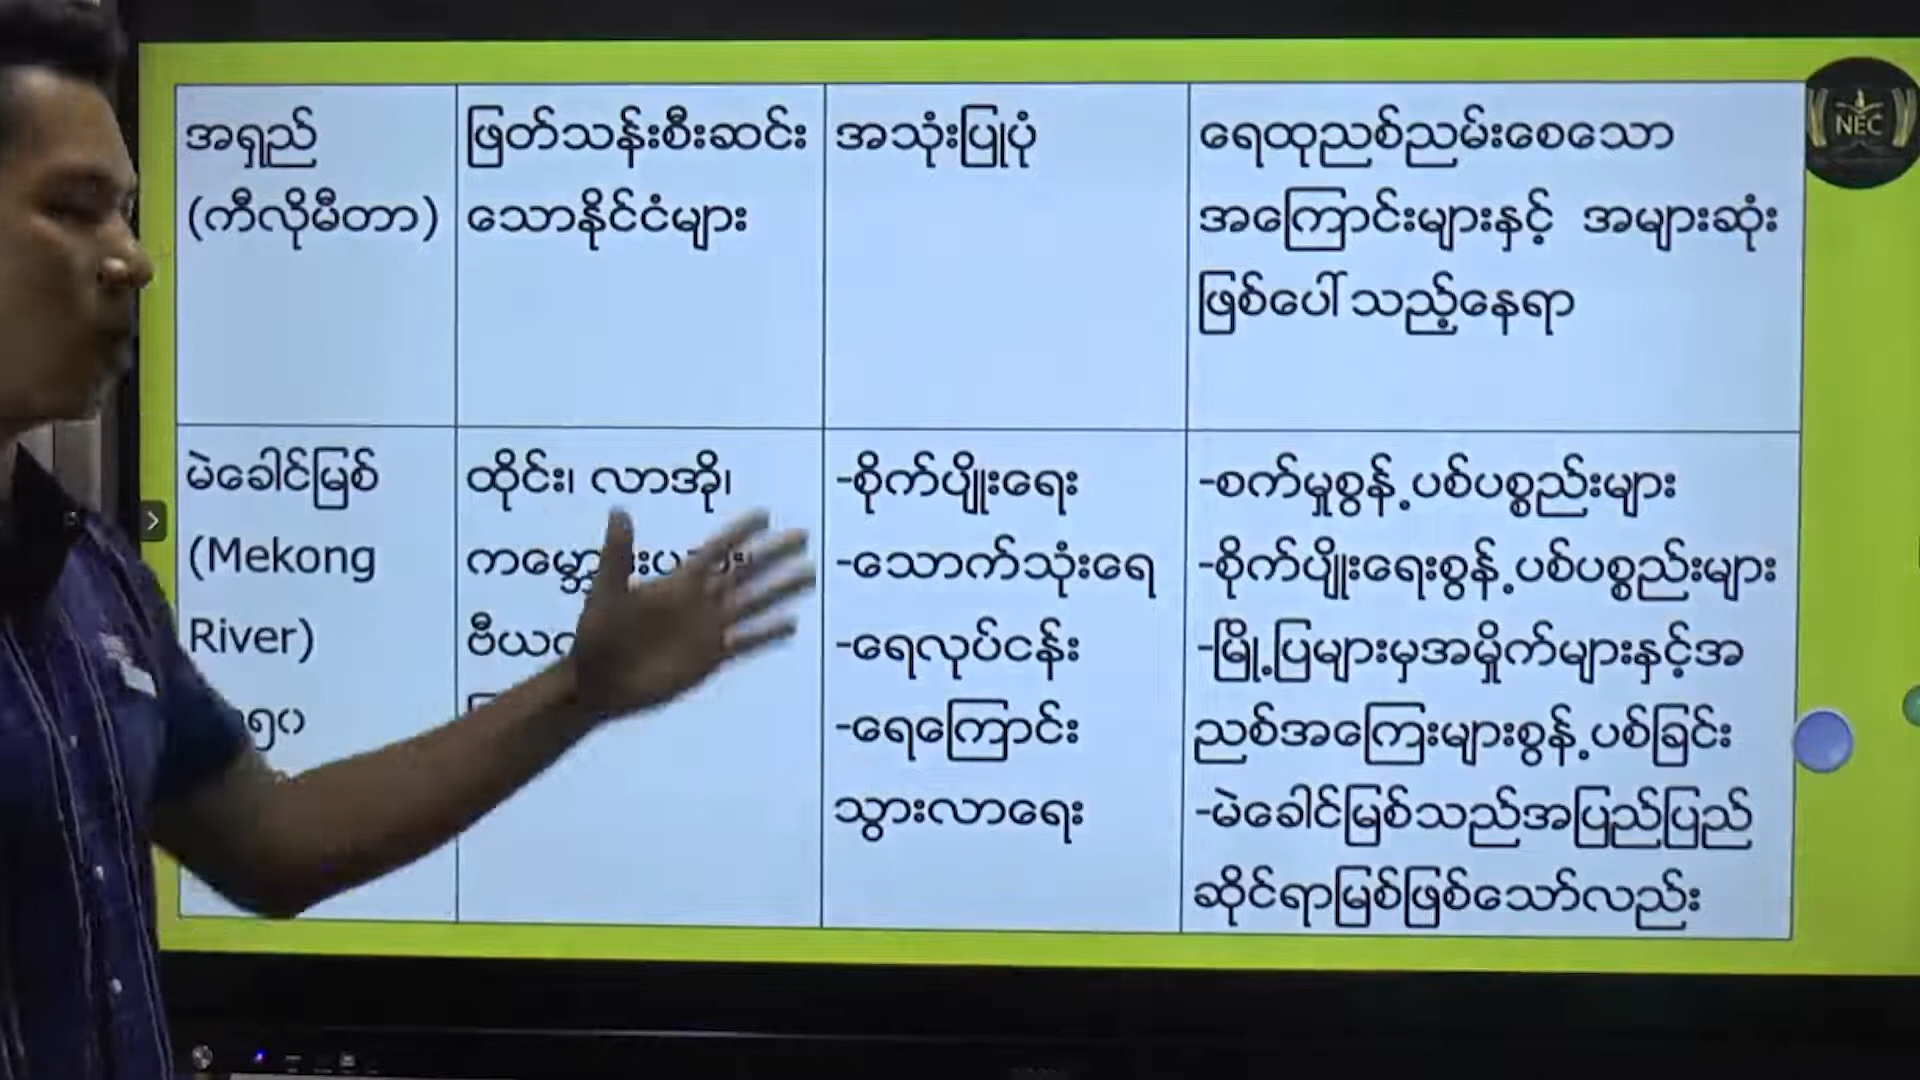 အရှည်
(ကီလိုမီတာ)
ဖြတ်သန်းစီးဆင်း
သောနိုင်ငံများ
အသုံးပြုပုံ
ရေထုညစ်ညမ်းစေသော
အကြောင်းများနှင့် အများဆုံး
ဖြစ်ပေါ်သည့်နေရာ
မဲခေါင်မြစ်
(Mekong
River)
ထိုင်း၊ လာအို၊
-စိုက်ပျိုးရေး
-သောက်သုံးရေ
-ရေလုပ်ငန်း
-ရေကြောင်း
သွားလာရေး
-စက်မှုစွန့်ပစ်ပစ္စည်းများ
-စိုက်ပျိုးရေးစွန့်ပစ်ပစ္စည်းများ
-မြို့ပြများမှအမှိုက်များနှင့်အ
ညစ်အကြေးများစွန့်ပစ်ခြင်း
-မဲခေါင်မြစ်သည်အပြည်ပြည်
ဆိုင်ရာမြစ်ဖြစ်သော်လည်း
NEC